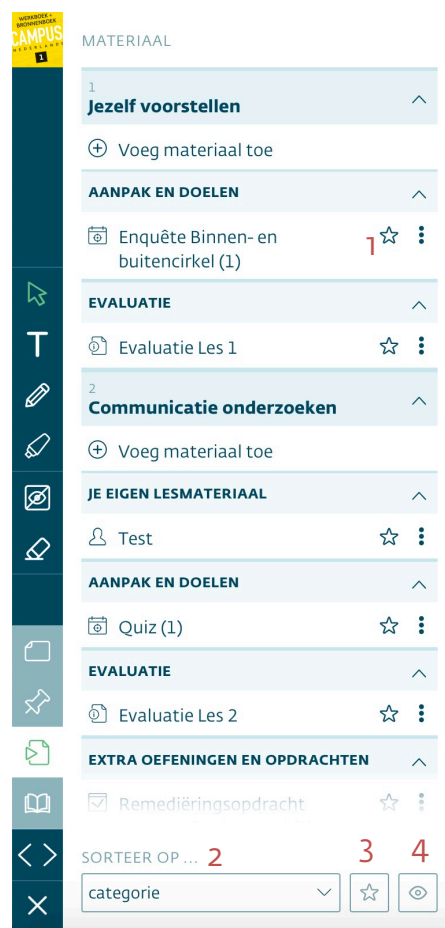 WERKBOEK +
BRONNENBOEK
CAMPUS
NEDERLANDS
1
MATERIAAL
1
Jezelf voorstellen
Voeg materiaal toe
AANPAK EN DOELEN
Enquête Binnen- en
buitencirkel (1)
1
EVALUATIE
Evaluatie Les 1
2
Communicatie onderzoeken
Voeg materiaal toe
JE EIGEN LESMATERIAAL
Test
AANPAK EN DOELEN
Quiz (1)
EVALUATIE
Evaluatie Les 2
EXTRA OEFENINGEN EN OPDRACHTEN
Remediëringsopdracht
SORTEER OP ... 2
3
4
categorie